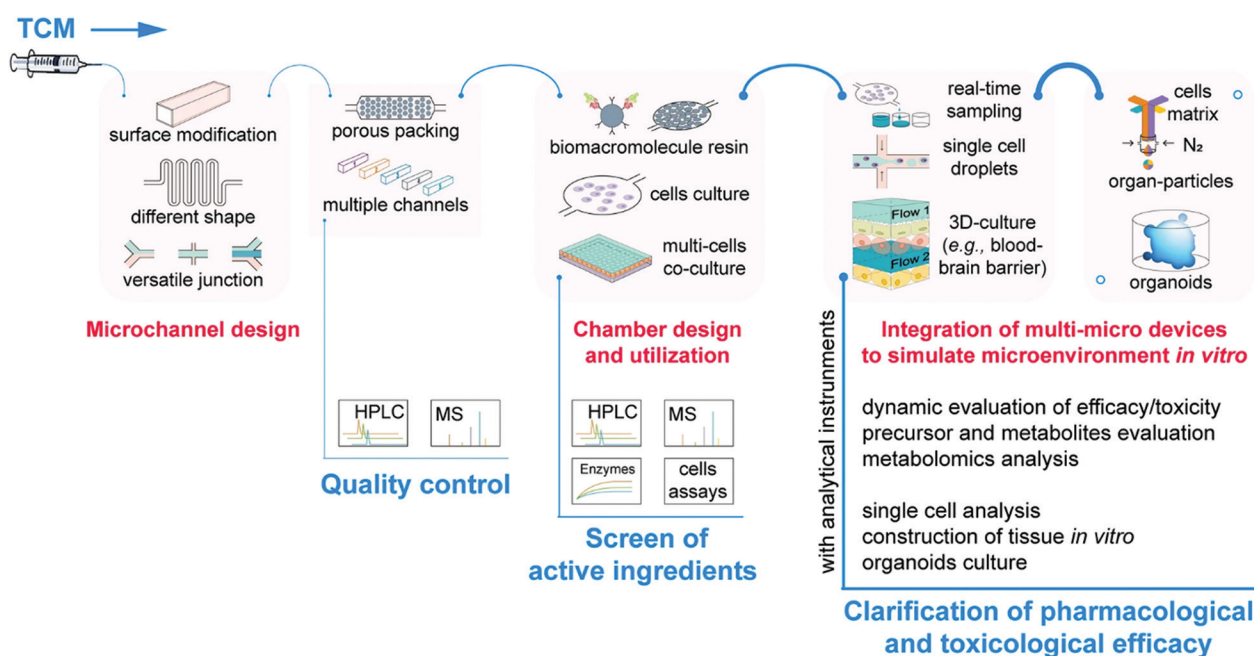 TCM
surface modification
different shape
versatile junction
Microchannel design
porous packing
multiple channels
HPLC
MS
Quality control
biomacromolecule resin
cells culture
multi-cells
co-culture
Chamber design
and utilization
HPLC
MS
Enzymes
cells
assays
Screen of
active ingredients
real-time
sampling
single cell
droplets
Flow 1
Flow 2
3D-culture
(e.g., blood-
brain barrier)
cells
matrix
N₂
organ-particles
organoids
Integration of multi-micro devices
to simulate microenvironment in vitro
with analytical instrunments
dynamic evaluation of efficacy/toxicity
precursor and metabolites evaluation
metabolomics analysis
single cell analysis
construction of tissue in vitro
organoids culture
Clarification of pharmacological
and toxicological efficacy